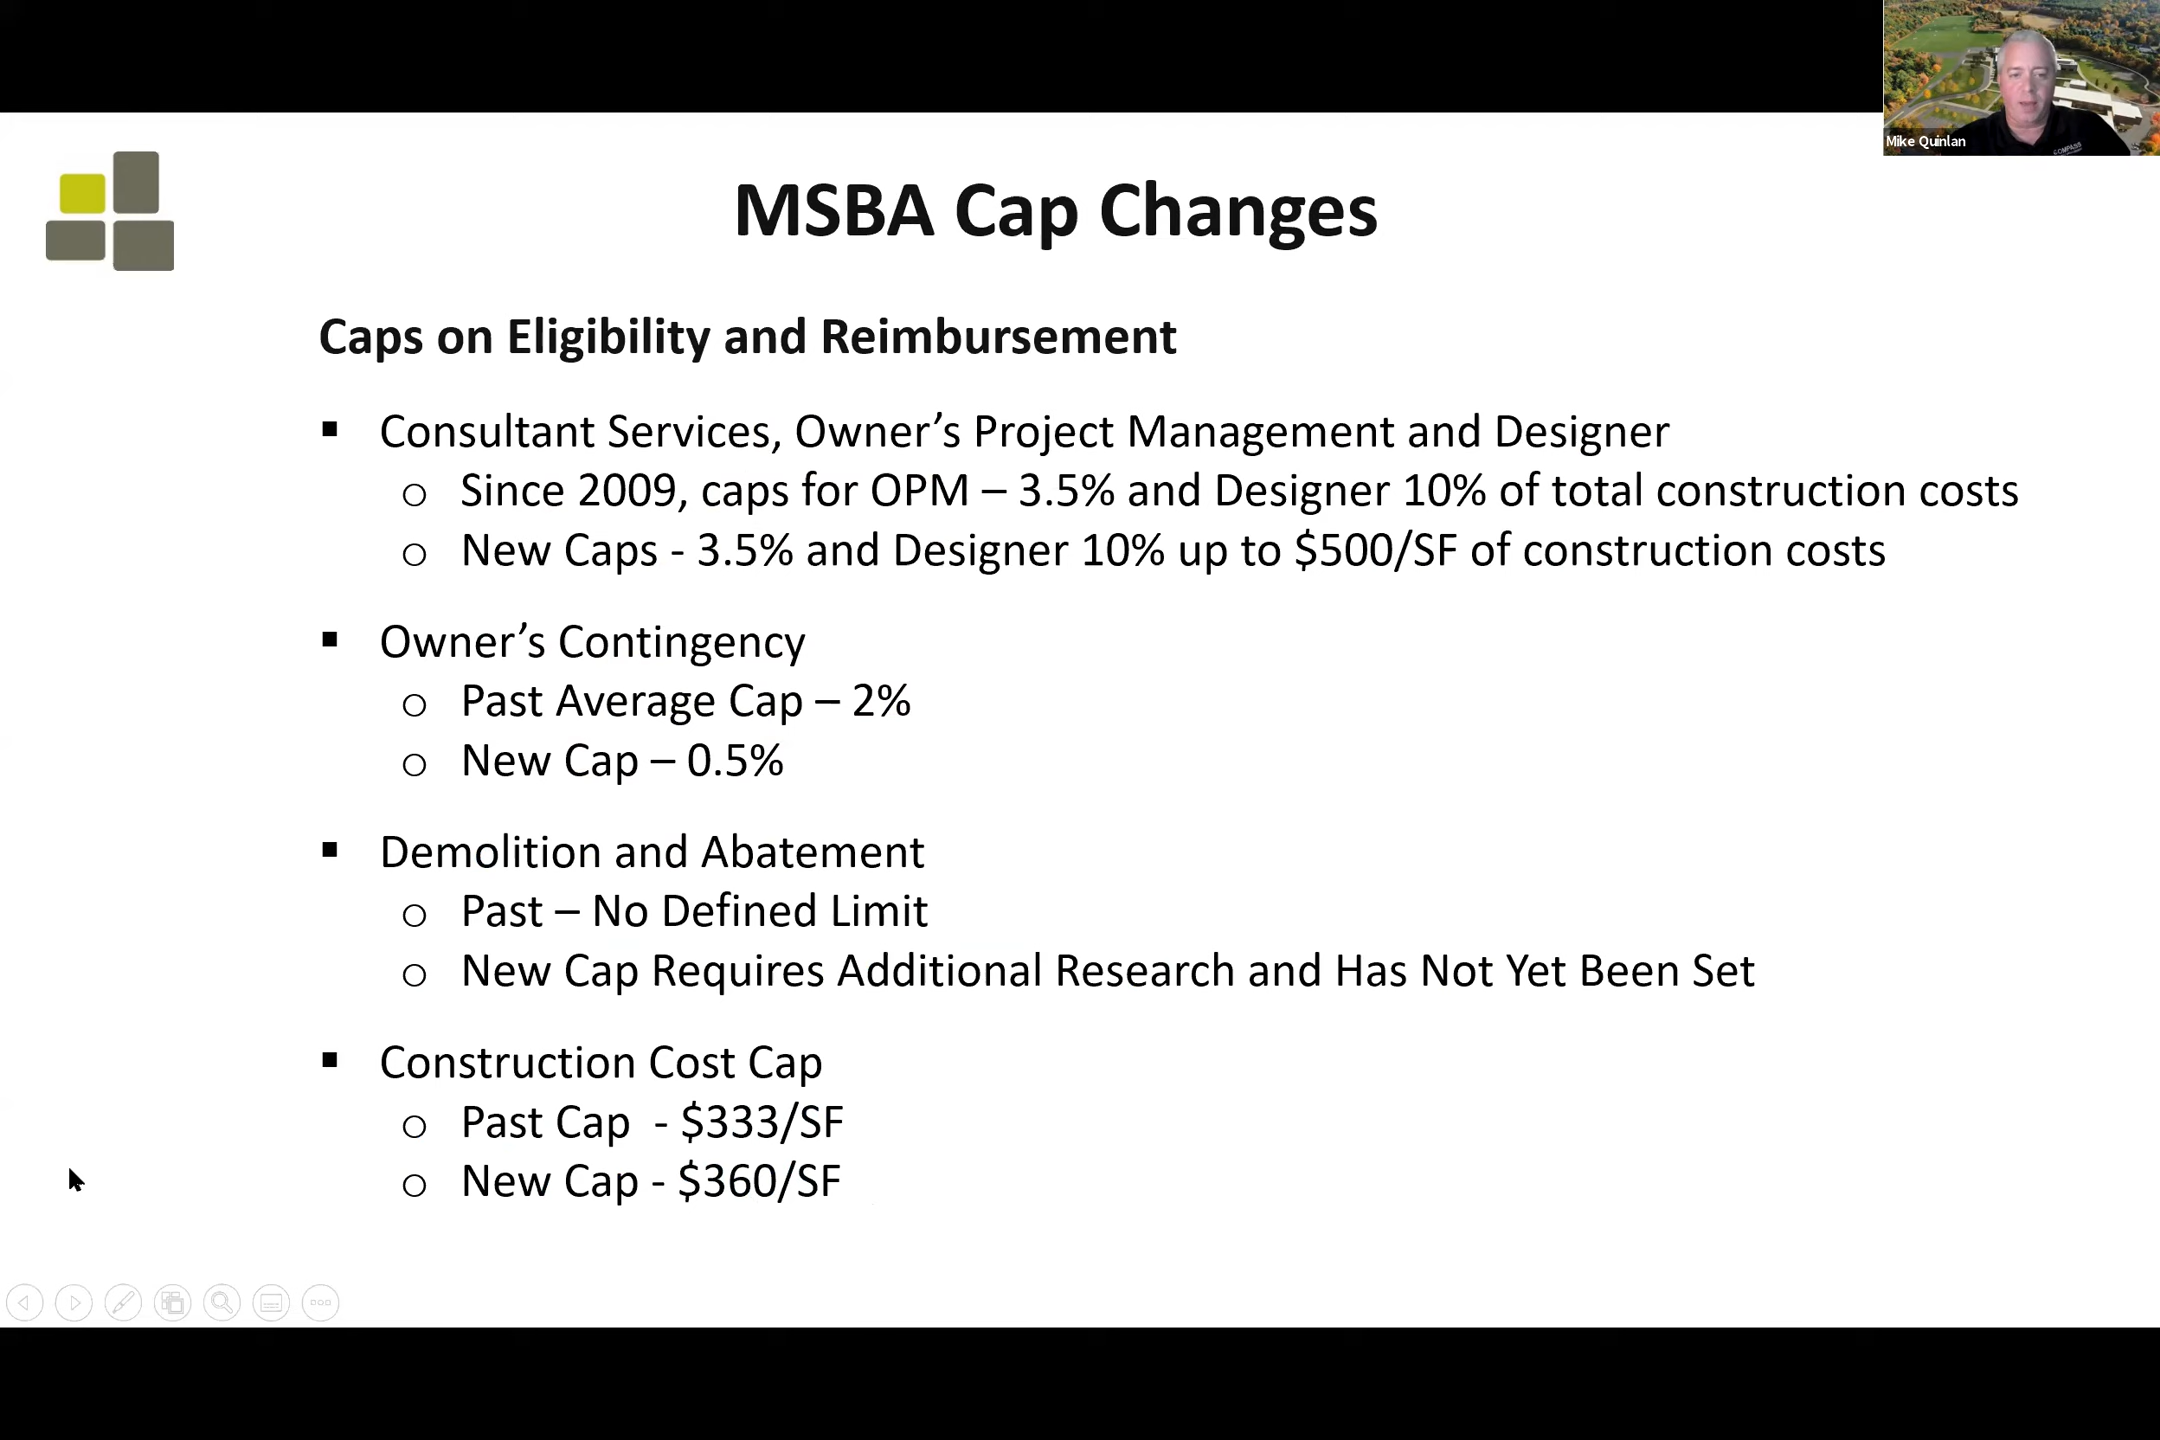 Mike Quinlan
COMPASS
MSBA Cap Changes
Caps on Eligibility and Reimbursement
▪ Consultant Services, Owner’s Project Management and Designer
o Since 2009, caps for OPM – 3.5% and Designer 10% of total construction costs
o New Caps - 3.5% and Designer 10% up to $500/SF of construction costs
▪ Owner’s Contingency
o Past Average Cap – 2%
o New Cap – 0.5%
▪ Demolition and Abatement
o Past – No Defined Limit
o New Cap Requires Additional Research and Has Not Yet Been Set
▪ Construction Cost Cap
o Past Cap - $333/SF
o New Cap - $360/SF